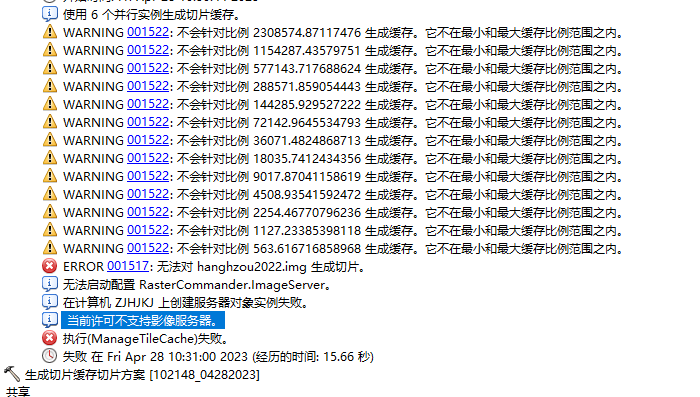 使用 6 个并行实例生成切片缓存。
WARNING 001522: 不会针对比例 2308574.87117476 生成缓存。它不在最小和最大缓存比例范围之内。
WARNING 001522: 不会针对比例 1154287.43579751 生成缓存。它不在最小和最大缓存比例范围之内。
WARNING 001522: 不会针对比例 577143.717688624 生成缓存。它不在最小和最大缓存比例范围之内。
WARNING 001522: 不会针对比例 288571.859054443 生成缓存。它不在最小和最大缓存比例范围之内。
WARNING 001522: 不会针对比例 144285.929527222 生成缓存。它不在最小和最大缓存比例范围之内。
WARNING 001522: 不会针对比例 72142.9645534793 生成缓存。它不在最小和最大缓存比例范围之内。
WARNING 001522: 不会针对比例 36071.4824868713 生成缓存。它不在最小和最大缓存比例范围之内。
WARNING 001522: 不会针对比例 18035.7412434356 生成缓存。它不在最小和最大缓存比例范围之内。
WARNING 001522: 不会针对比例 9017.87041158619 生成缓存。它不在最小和最大缓存比例范围之内。
WARNING 001522: 不会针对比例 4508.93541592472 生成缓存。它不在最小和最大缓存比例范围之内。
WARNING 001522: 不会针对比例 2254.46770796236 生成缓存。它不在最小和最大缓存比例范围之内。
WARNING 001522: 不会针对比例 1127.23385398118 生成缓存。它不在最小和最大缓存比例范围之内。
WARNING 001522: 不会针对比例 563.616716858968 生成缓存。它不在最小和最大缓存比例范围之内。
ERROR 001517: 无法对 hanghzou2022.img 生成切片。
无法启动配置 RasterCommander.ImageServer。
在计算机 ZJHJKJ 上创建服务器对象实例失败。
当前许可不支持影像服务器。
执行(ManageTileCache)失败。
失败 在 Fri Apr 28 10:31:00 2023 (经历的时间: 15.66 秒)
生成切片缓存切片方案 [102148_04282023]
共享